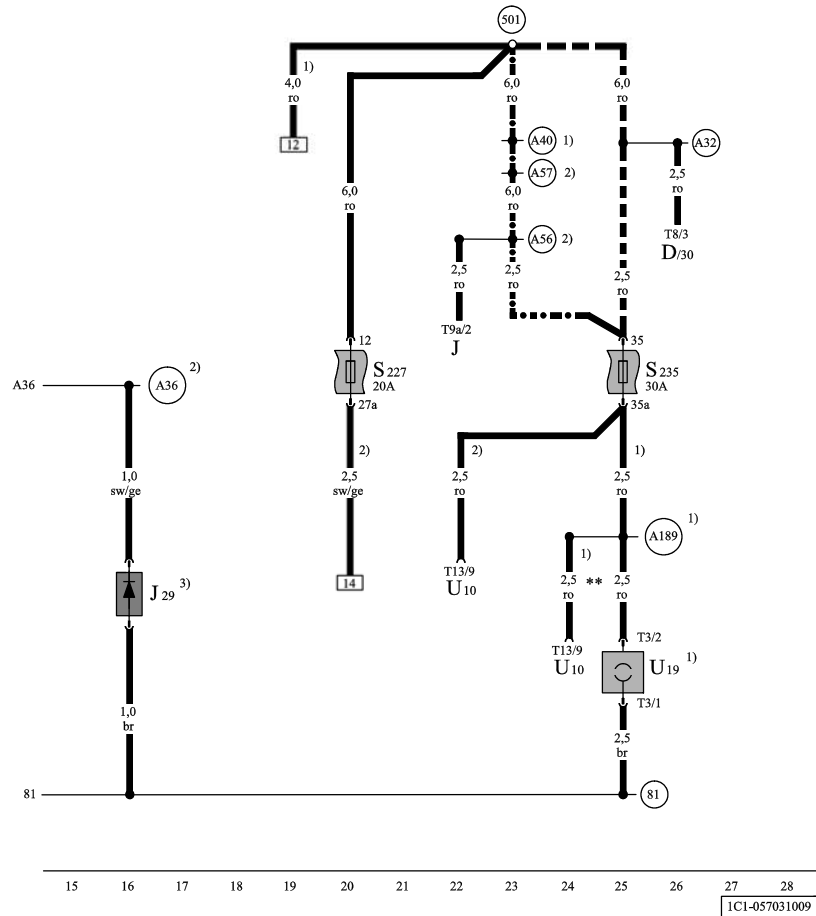 501
1)
4,0
ro
6,0
ro
6,0
ro
12
A40 1)
A32
A57 2)
6,0
ro
6,0
ro
2,5
ro
T8/3
D/30
A56 2)
2,5
ro
2,5
ro
2,5
ro
T9a/2
J
12
35
S227
20A
S235
30A
27a
35a
A36
A36 2)
2)
2)
1)
1,0
sw/ge
2,5
sw/ge
2,5
ro
2,5
ro
A189 1)
1)
T13/9
U10
14
2,5
ro
**
2,5
ro
J29 3)
T13/9
U10
T3/2
U19 1)
T3/1
1,0
br
2,5
br
81
81
15 16 17 18 19 20 21 22 23 24 25 26 27 28
1C1-057031009